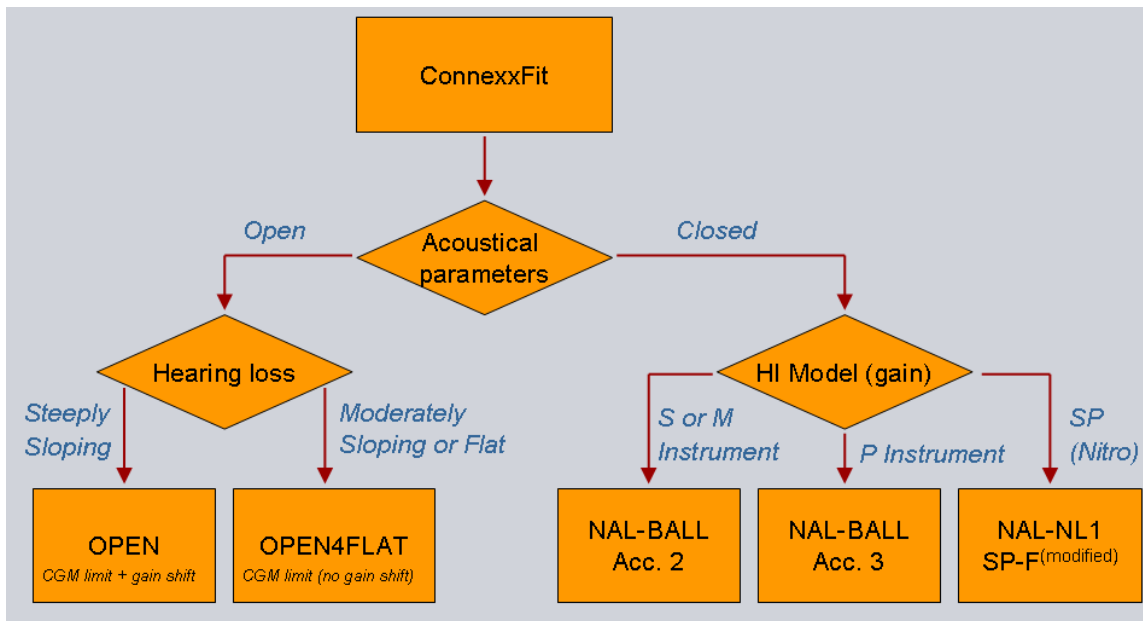 ConnexxFit
Open
Acoustical
parameters
Closed
Hearing loss
HI Model (gain)
Steeply
Sloping
Moderately
Sloping or Flat
S or M
Instrument
P Instrument
SP
(Nitro)
OPEN
CGM limit + gain shift
OPEN4FLAT
CGM limit (no gain shift)
NAL-BALL
Acc. 2
NAL-BALL
Acc. 3
NAL-NL1
SP-F(modified)